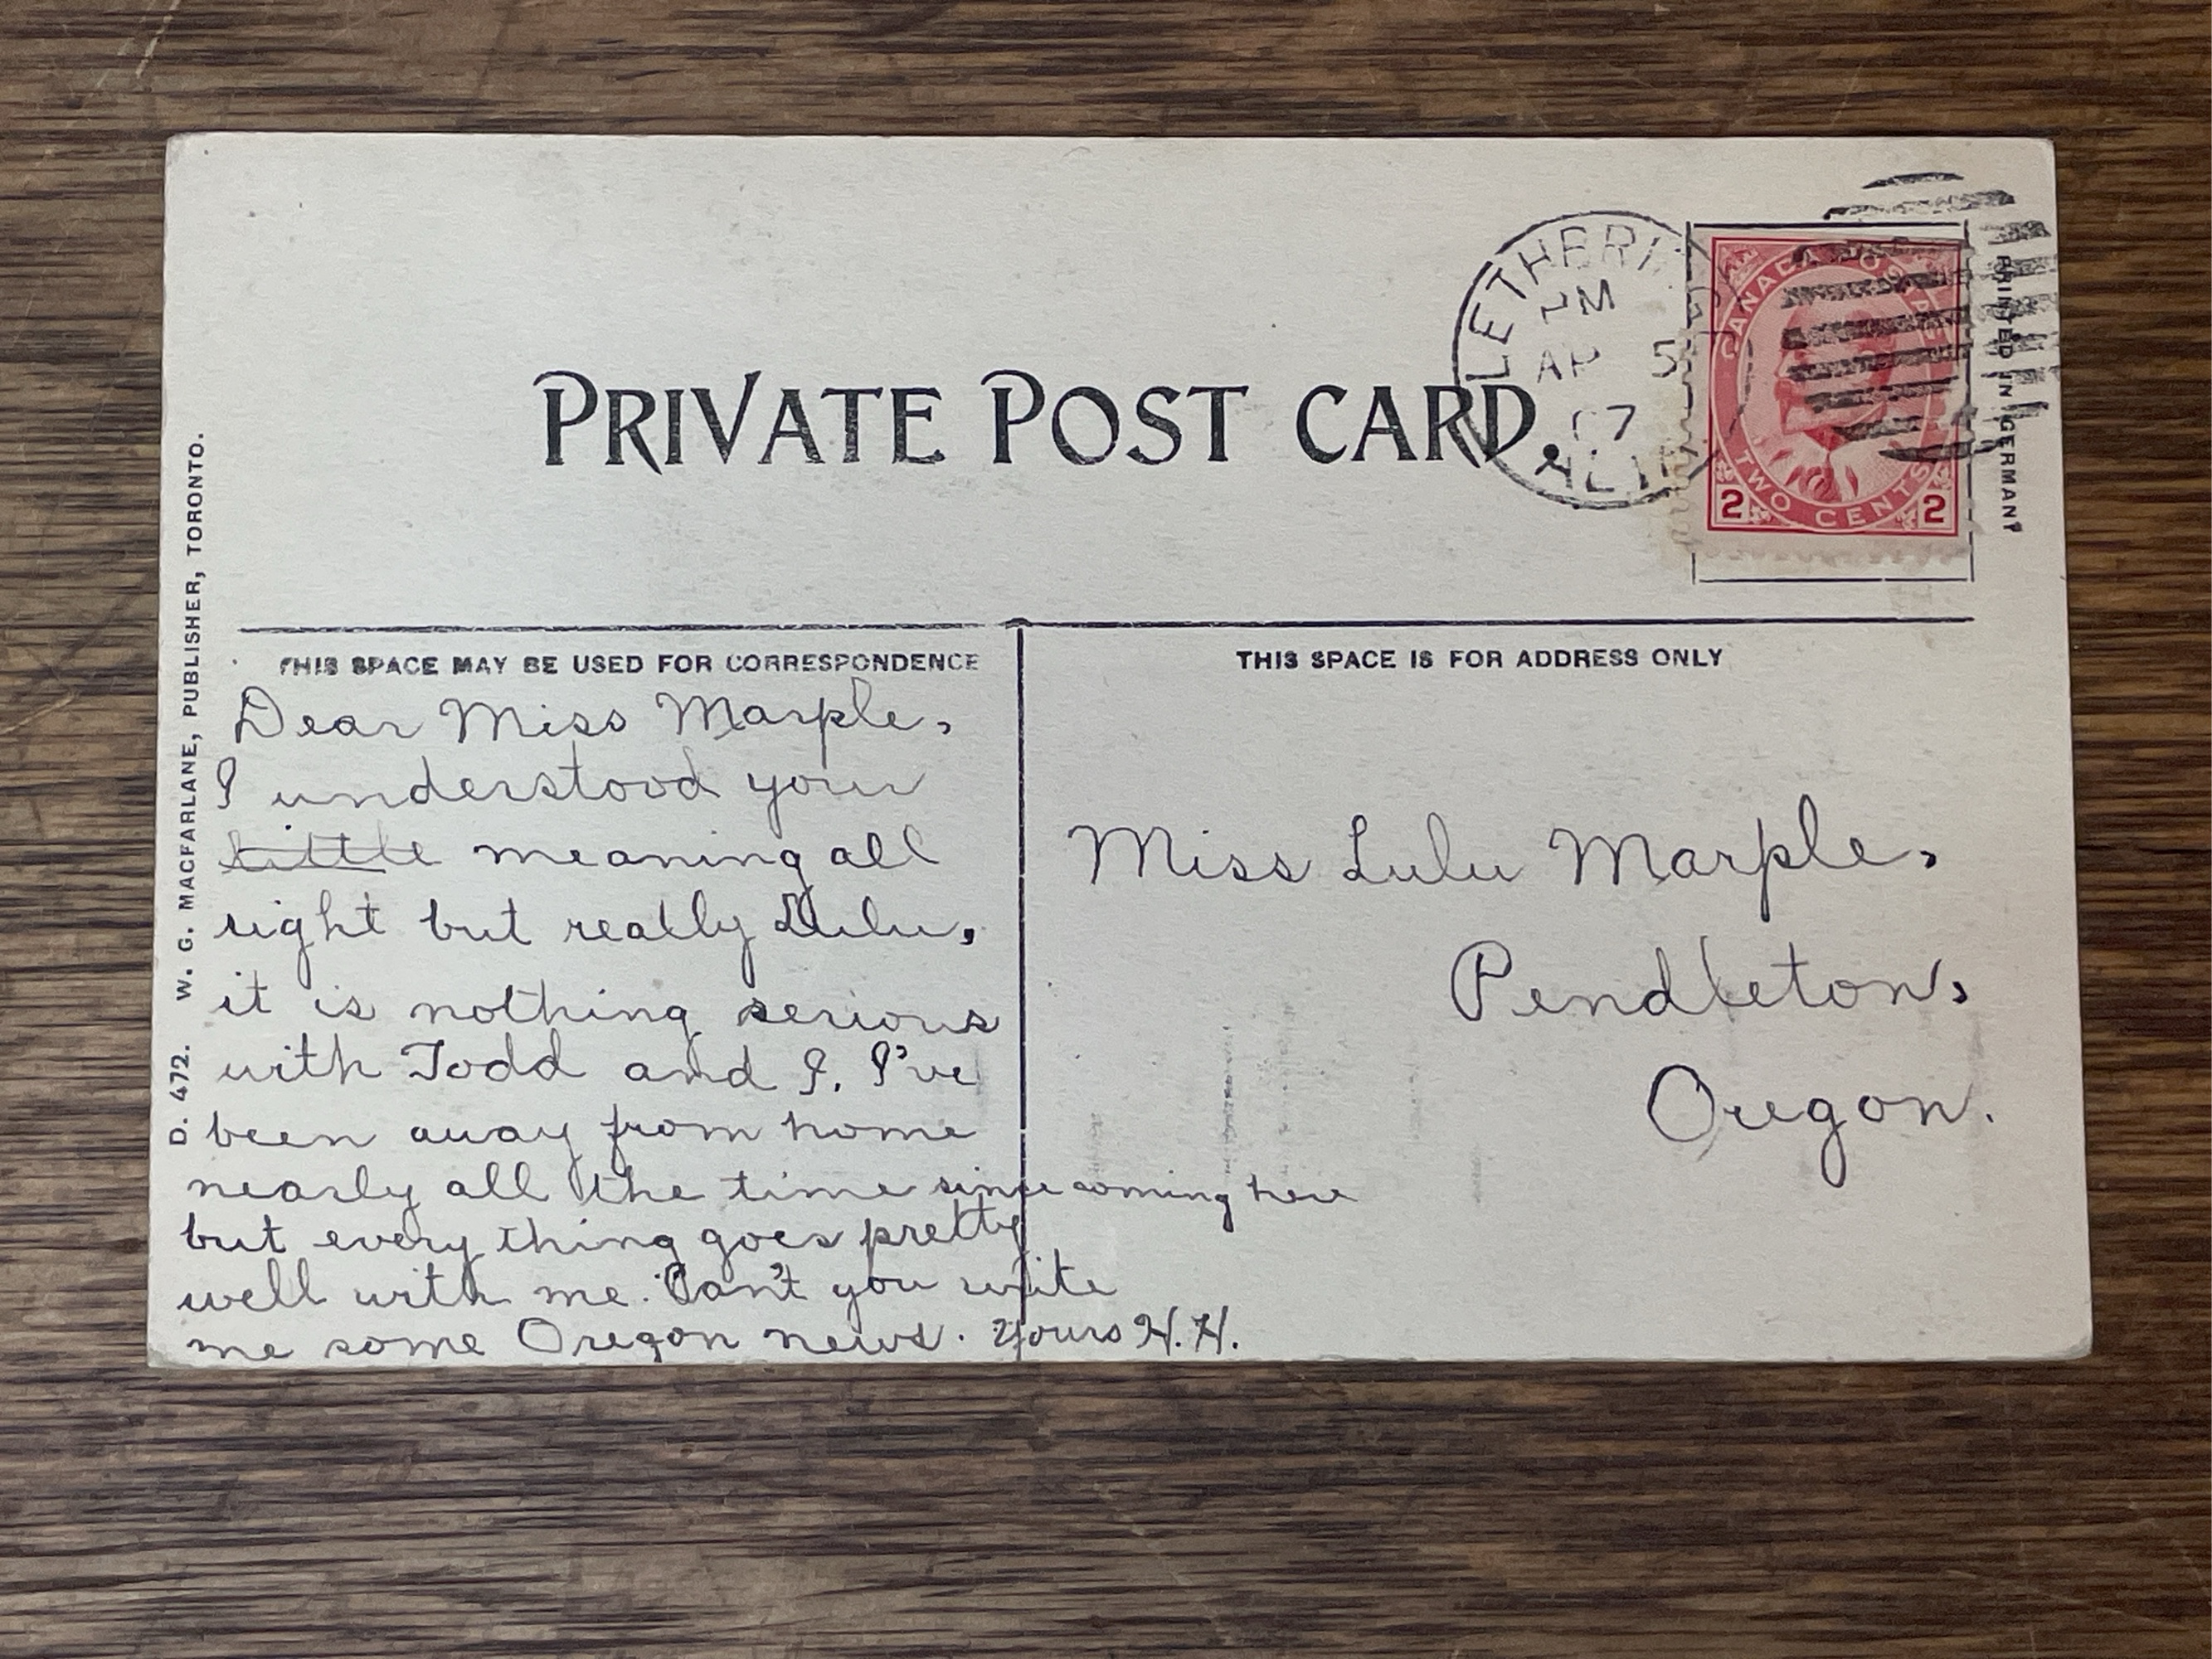 PRIVATE POST CARD.
LETHBRI
PM
AP 5
07
ALTA
CANADA POSTAGE
2 TWO CENTS 2
PRINTED IN GERMANY
D. 472. W. G. MACFARLANE, PUBLISHER, TORONTO.
THIS SPACE MAY BE USED FOR CORRESPONDENCE
Dear Miss Marple,
I understood your
little meaning all
right but really Lulu,
it is nothing serious
with Todd and I. I've
been away from home
nearly all the time since coming here
but every thing goes pretty
well with me. Can't you write
me some Oregon news. Yours H. H.
THIS SPACE IS FOR ADDRESS ONLY
Miss Lulu Marple,
Pendleton,
Oregon.